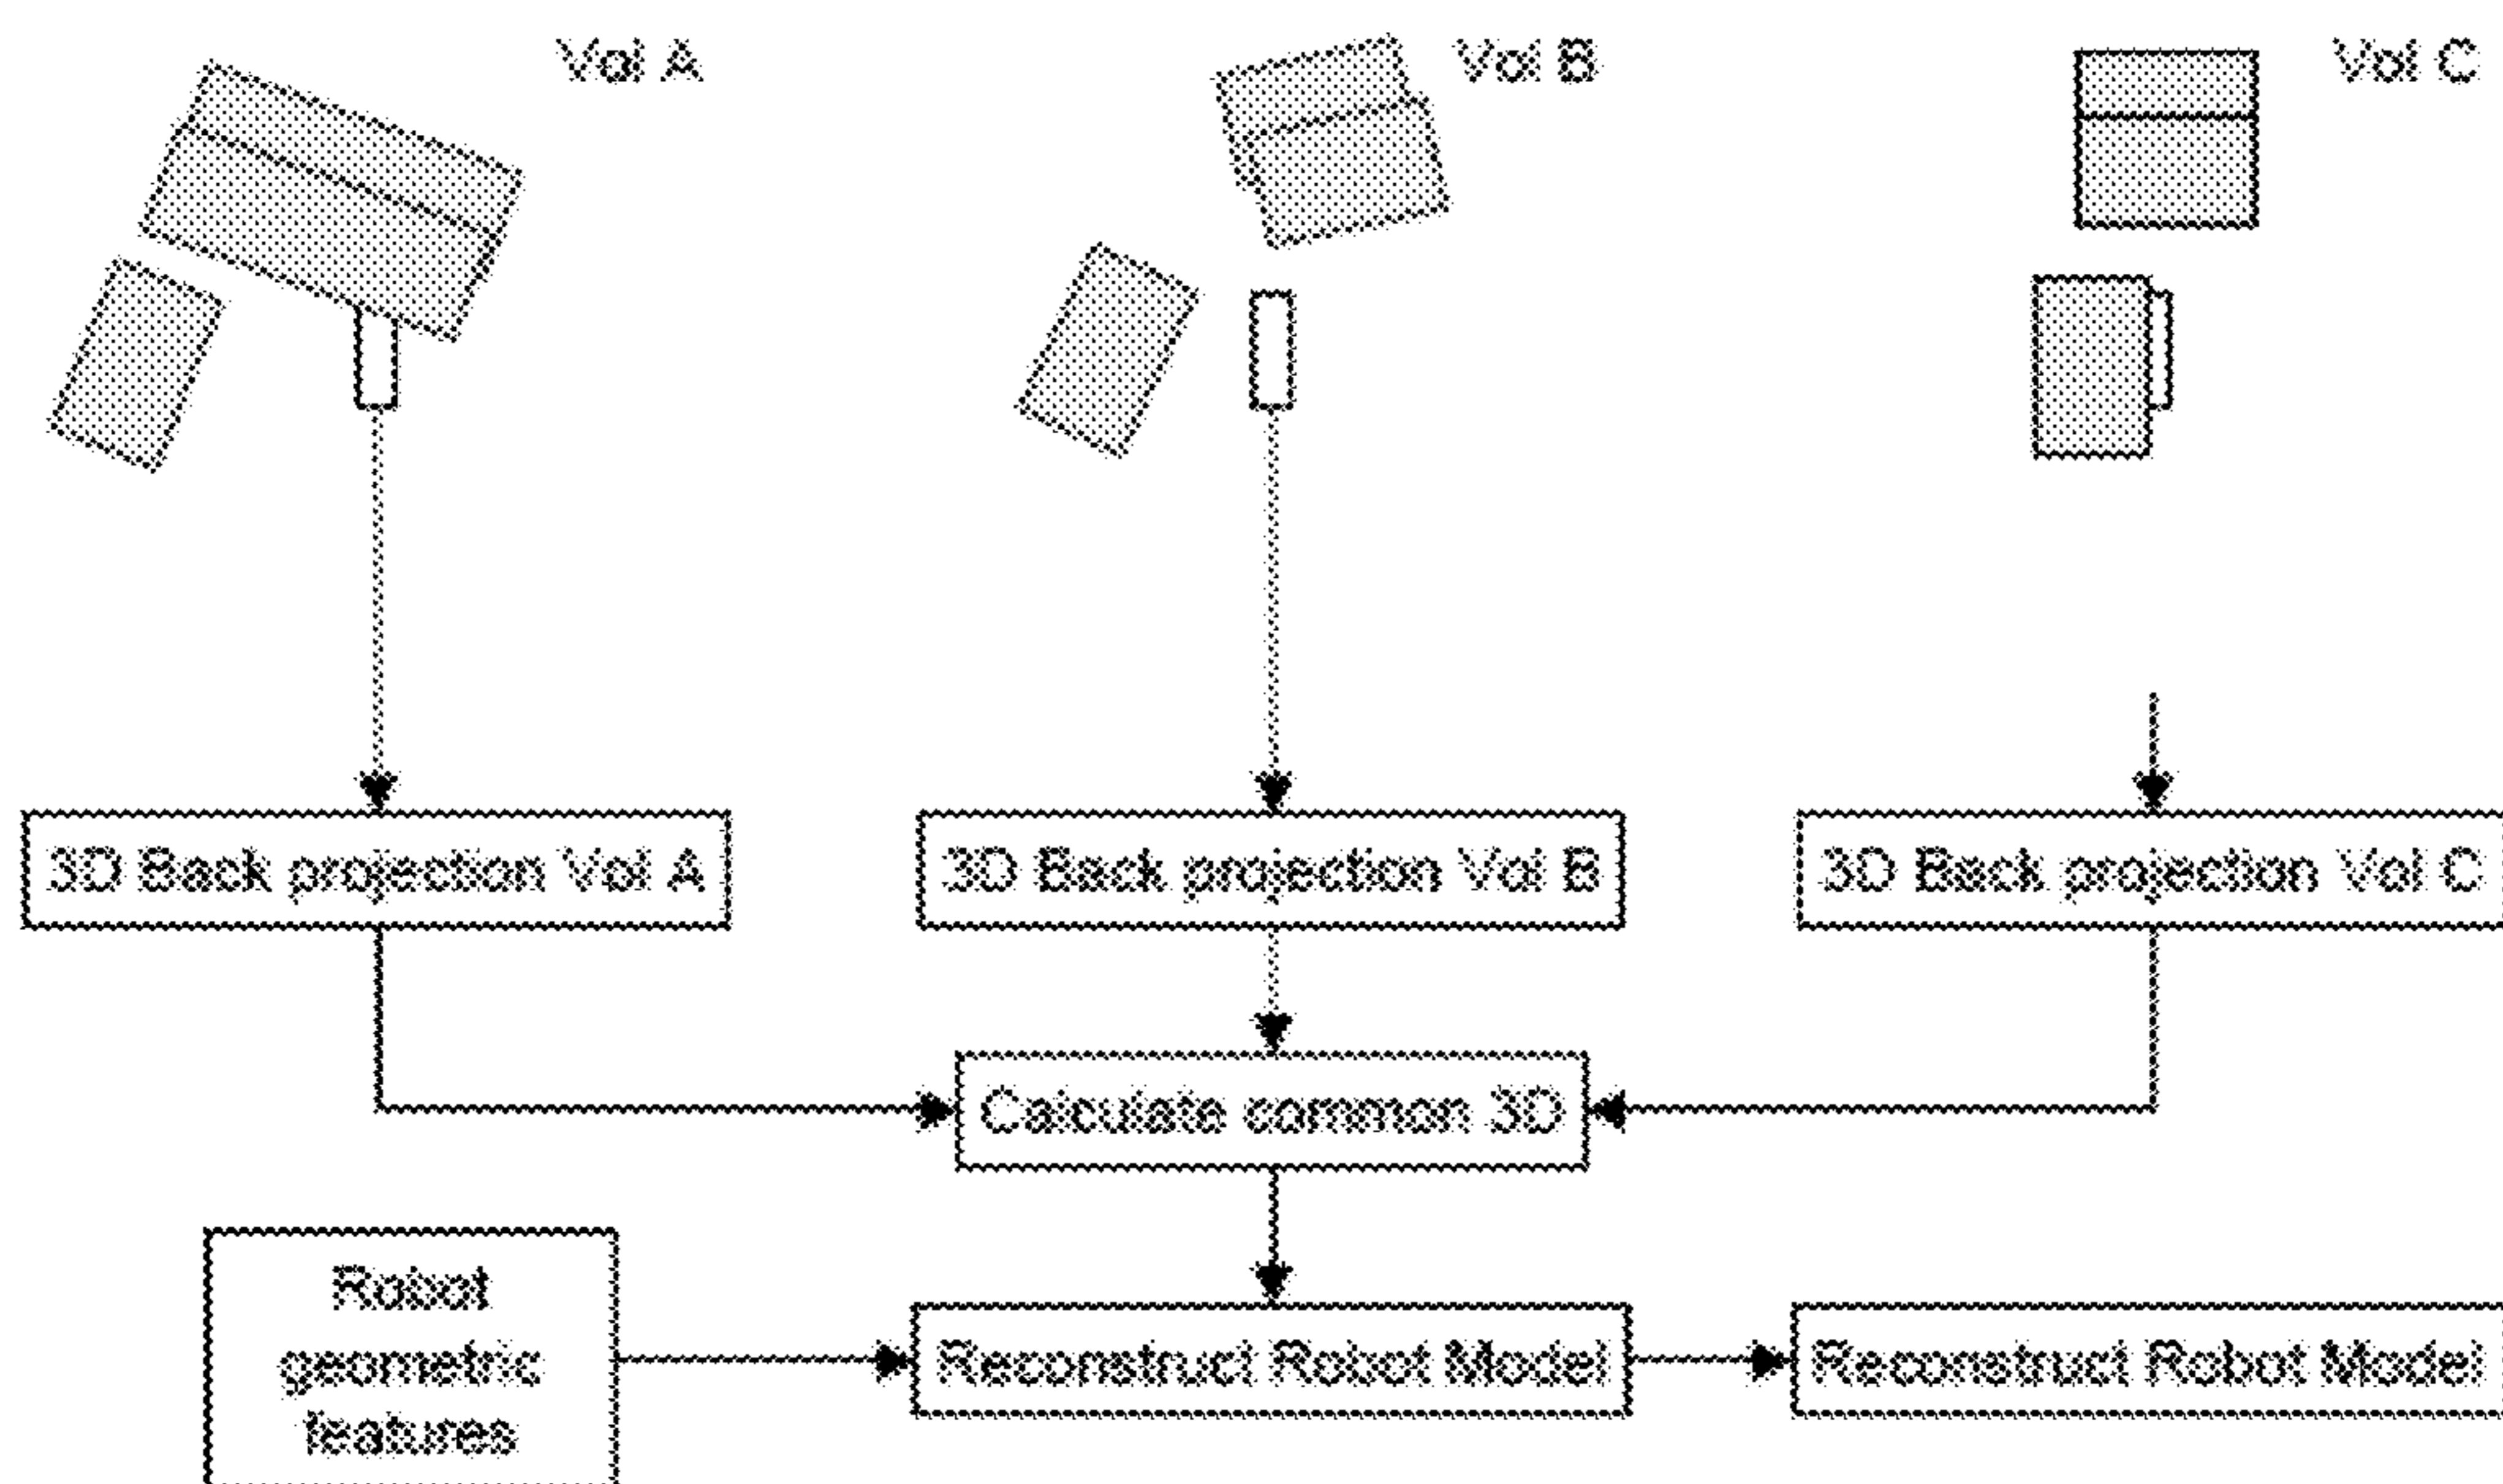 Vol A
Vol B
Vol C
3D Back projection Vol A
3D Back projection Vol B
3D Back projection Vol C
Calculate common 3D
Robot
geometric
features
Reconstruct Robot Model
Reconstruct Robot Model